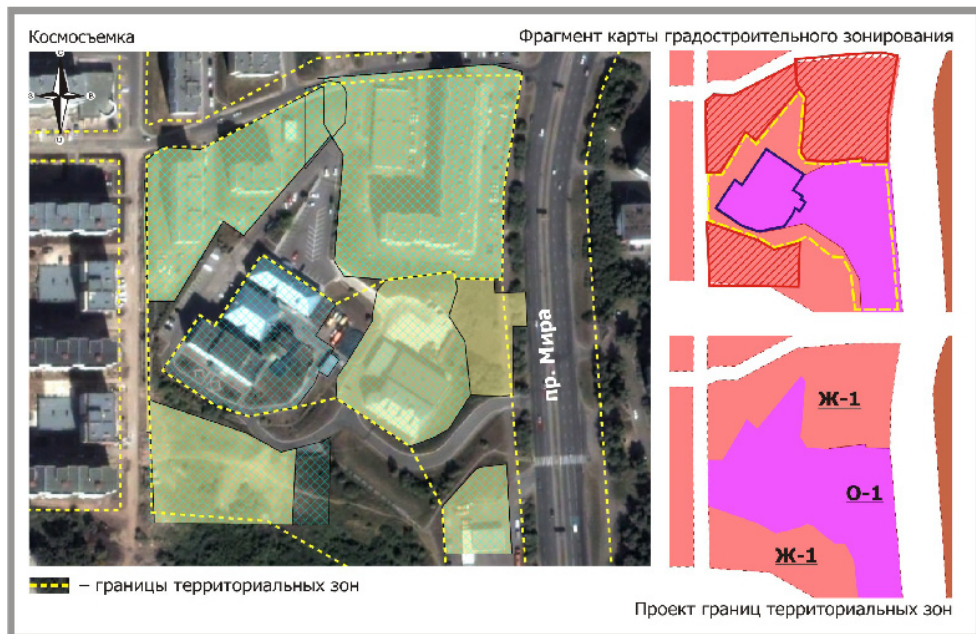 Космосъемка
Фрагмент карты градостроительного зонирования
пр. Мира
Ж-1
О-1
Ж-1
– границы территориальных зон
Проект границ территориальных зон